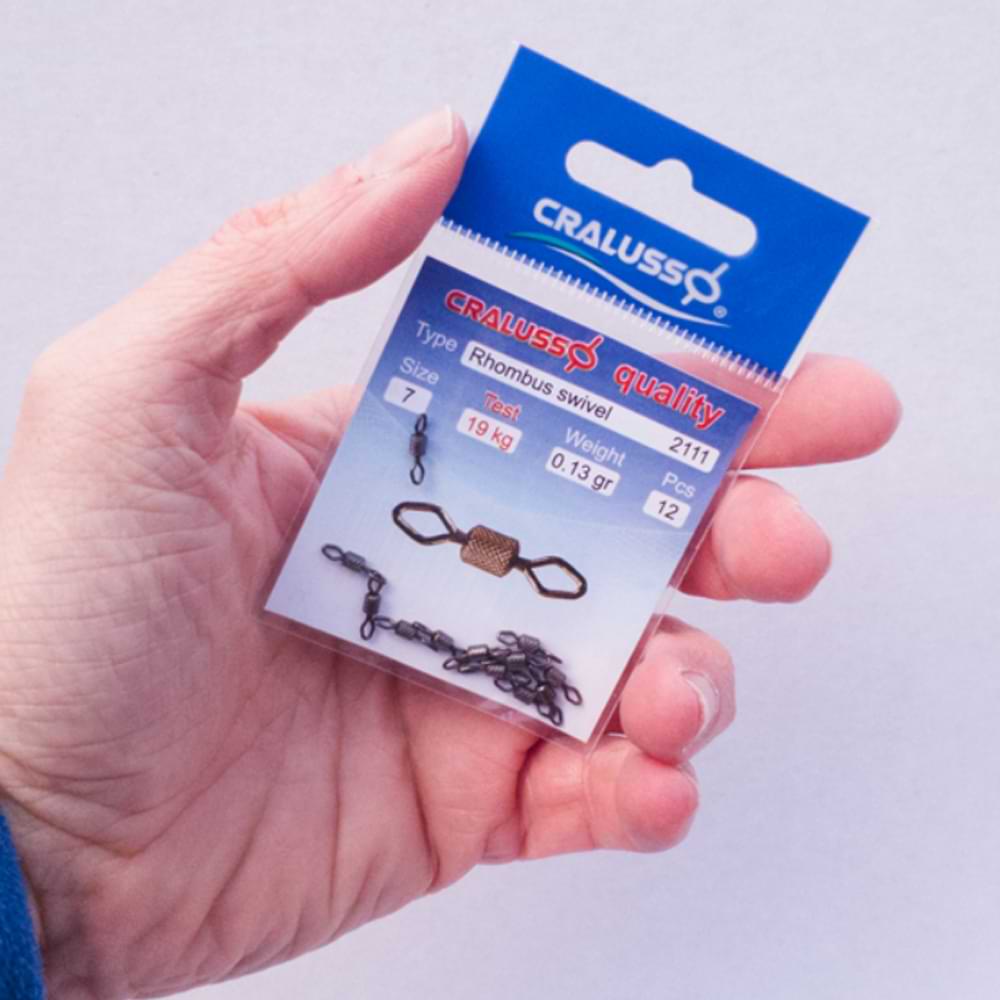 CRALUSSO®
CRALUSSO quality
Type Rhombus swivel 2111
Size Test Weight Pcs
7 19 kg 0.13 gr 12